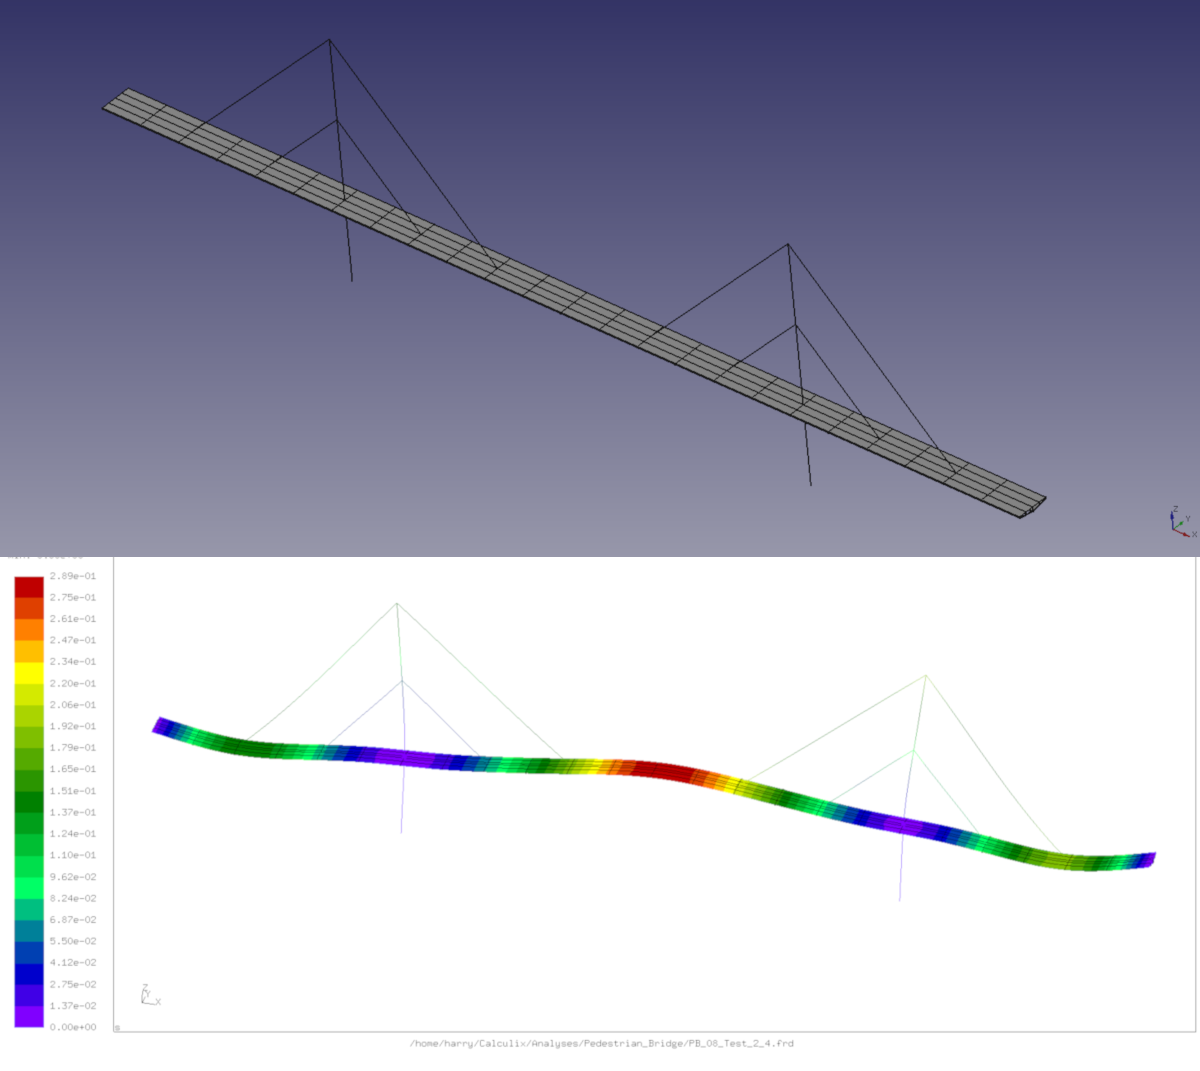 Z
Y
X
2.89e-01
2.75e-01
2.61e-01
2.47e-01
2.34e-01
2.20e-01
2.06e-01
1.92e-01
1.79e-01
1.65e-01
1.51e-01
1.37e-01
1.24e-01
1.10e-01
9.62e-02
8.24e-02
6.87e-02
5.50e-02
4.12e-02
2.75e-02
1.37e-02
0.00e+00
Z
Y
X
s
/home/harry/Calculix/Analyses/Pedestrian_Bridge/PB_08_Test_2_4.frd